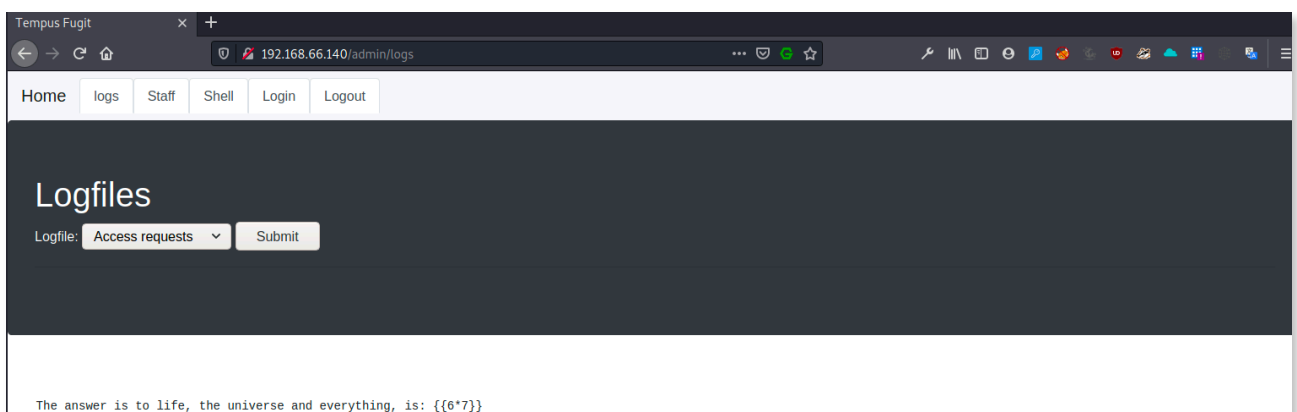 Tempus Fugit
192.168.66.140/admin/logs
Home logs Staff Shell Login Logout
Logfiles
Logfile: Access requests Submit
The answer is to life, the universe and everything, is: {{6*7}}